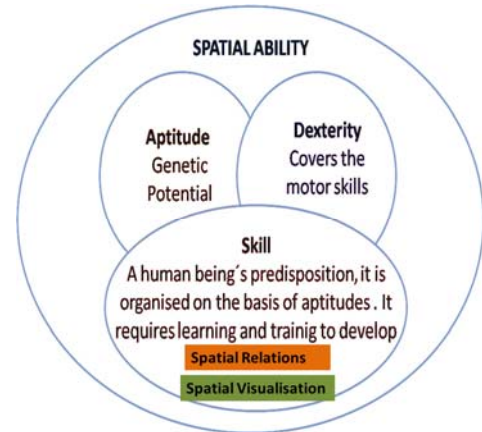 SPATIAL ABILITY
Aptitude
Genetic
Potential
Dexterity
Covers the
motor skills
Skill
A human being´s predisposition, it is
organised on the basis of aptitudes . It
requires learning and trainig to develop
Spatial Relations
Spatial Visualisation